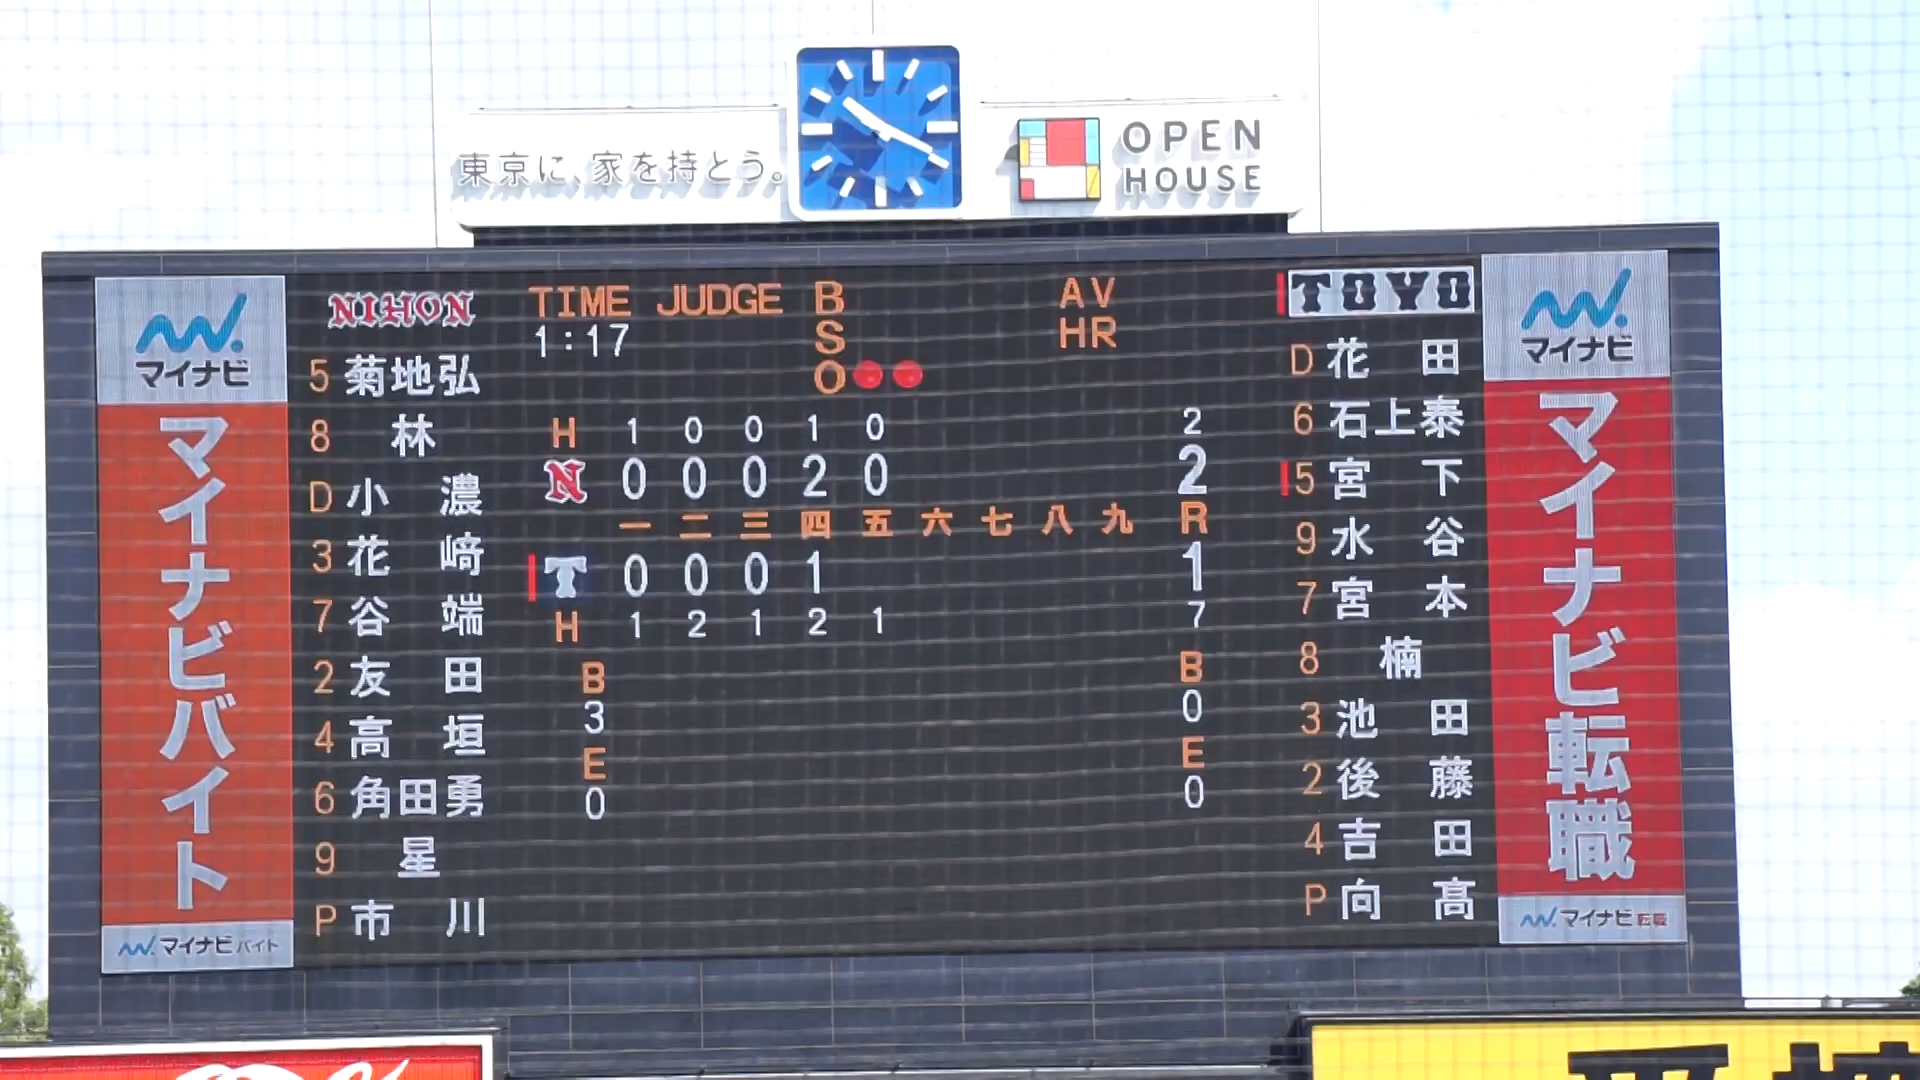 東京に、家を持とう。
OPEN
HOUSE
マイナビ
マイナビバイト
マイナビバイト
NIHON
5 菊地弘
8 林
D 小 濃
3 花 﨑
7 谷 端
2 友 田
4 高 垣
6 角田勇
9 星
P 市 川
TIME JUDGE B
1:17 S
O
AV
HR
H 1 0 0 1 0 2
N 0 0 0 2 0 2
一 二 三 四 五 六 七 八 九 R
T 0 0 0 1 1
H 1 2 1 2 1 7
B B
3 0
E E
0 0
TOYO
D 花 田
6 石上泰
5 宮 下
9 水 谷
7 宮 本
8 楠
3 池 田
2 後 藤
4 吉 田
P 向 髙
マイナビ
マイナビ転職
マイナビ転職